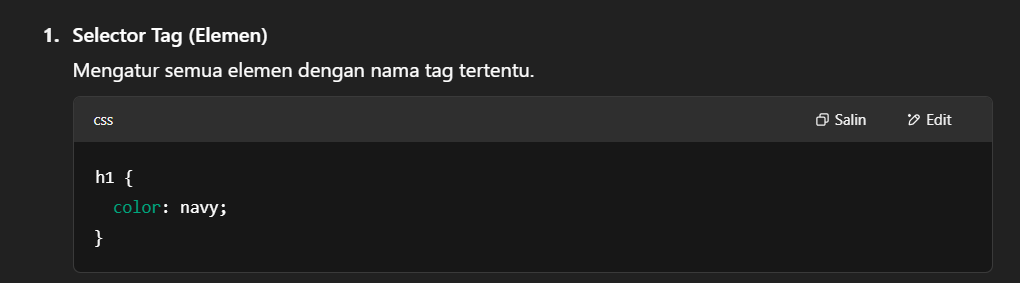 1. Selector Tag (Elemen)
Mengatur semua elemen dengan nama tag tertentu.
css Salin Edit
h1 {
  color: navy;
}